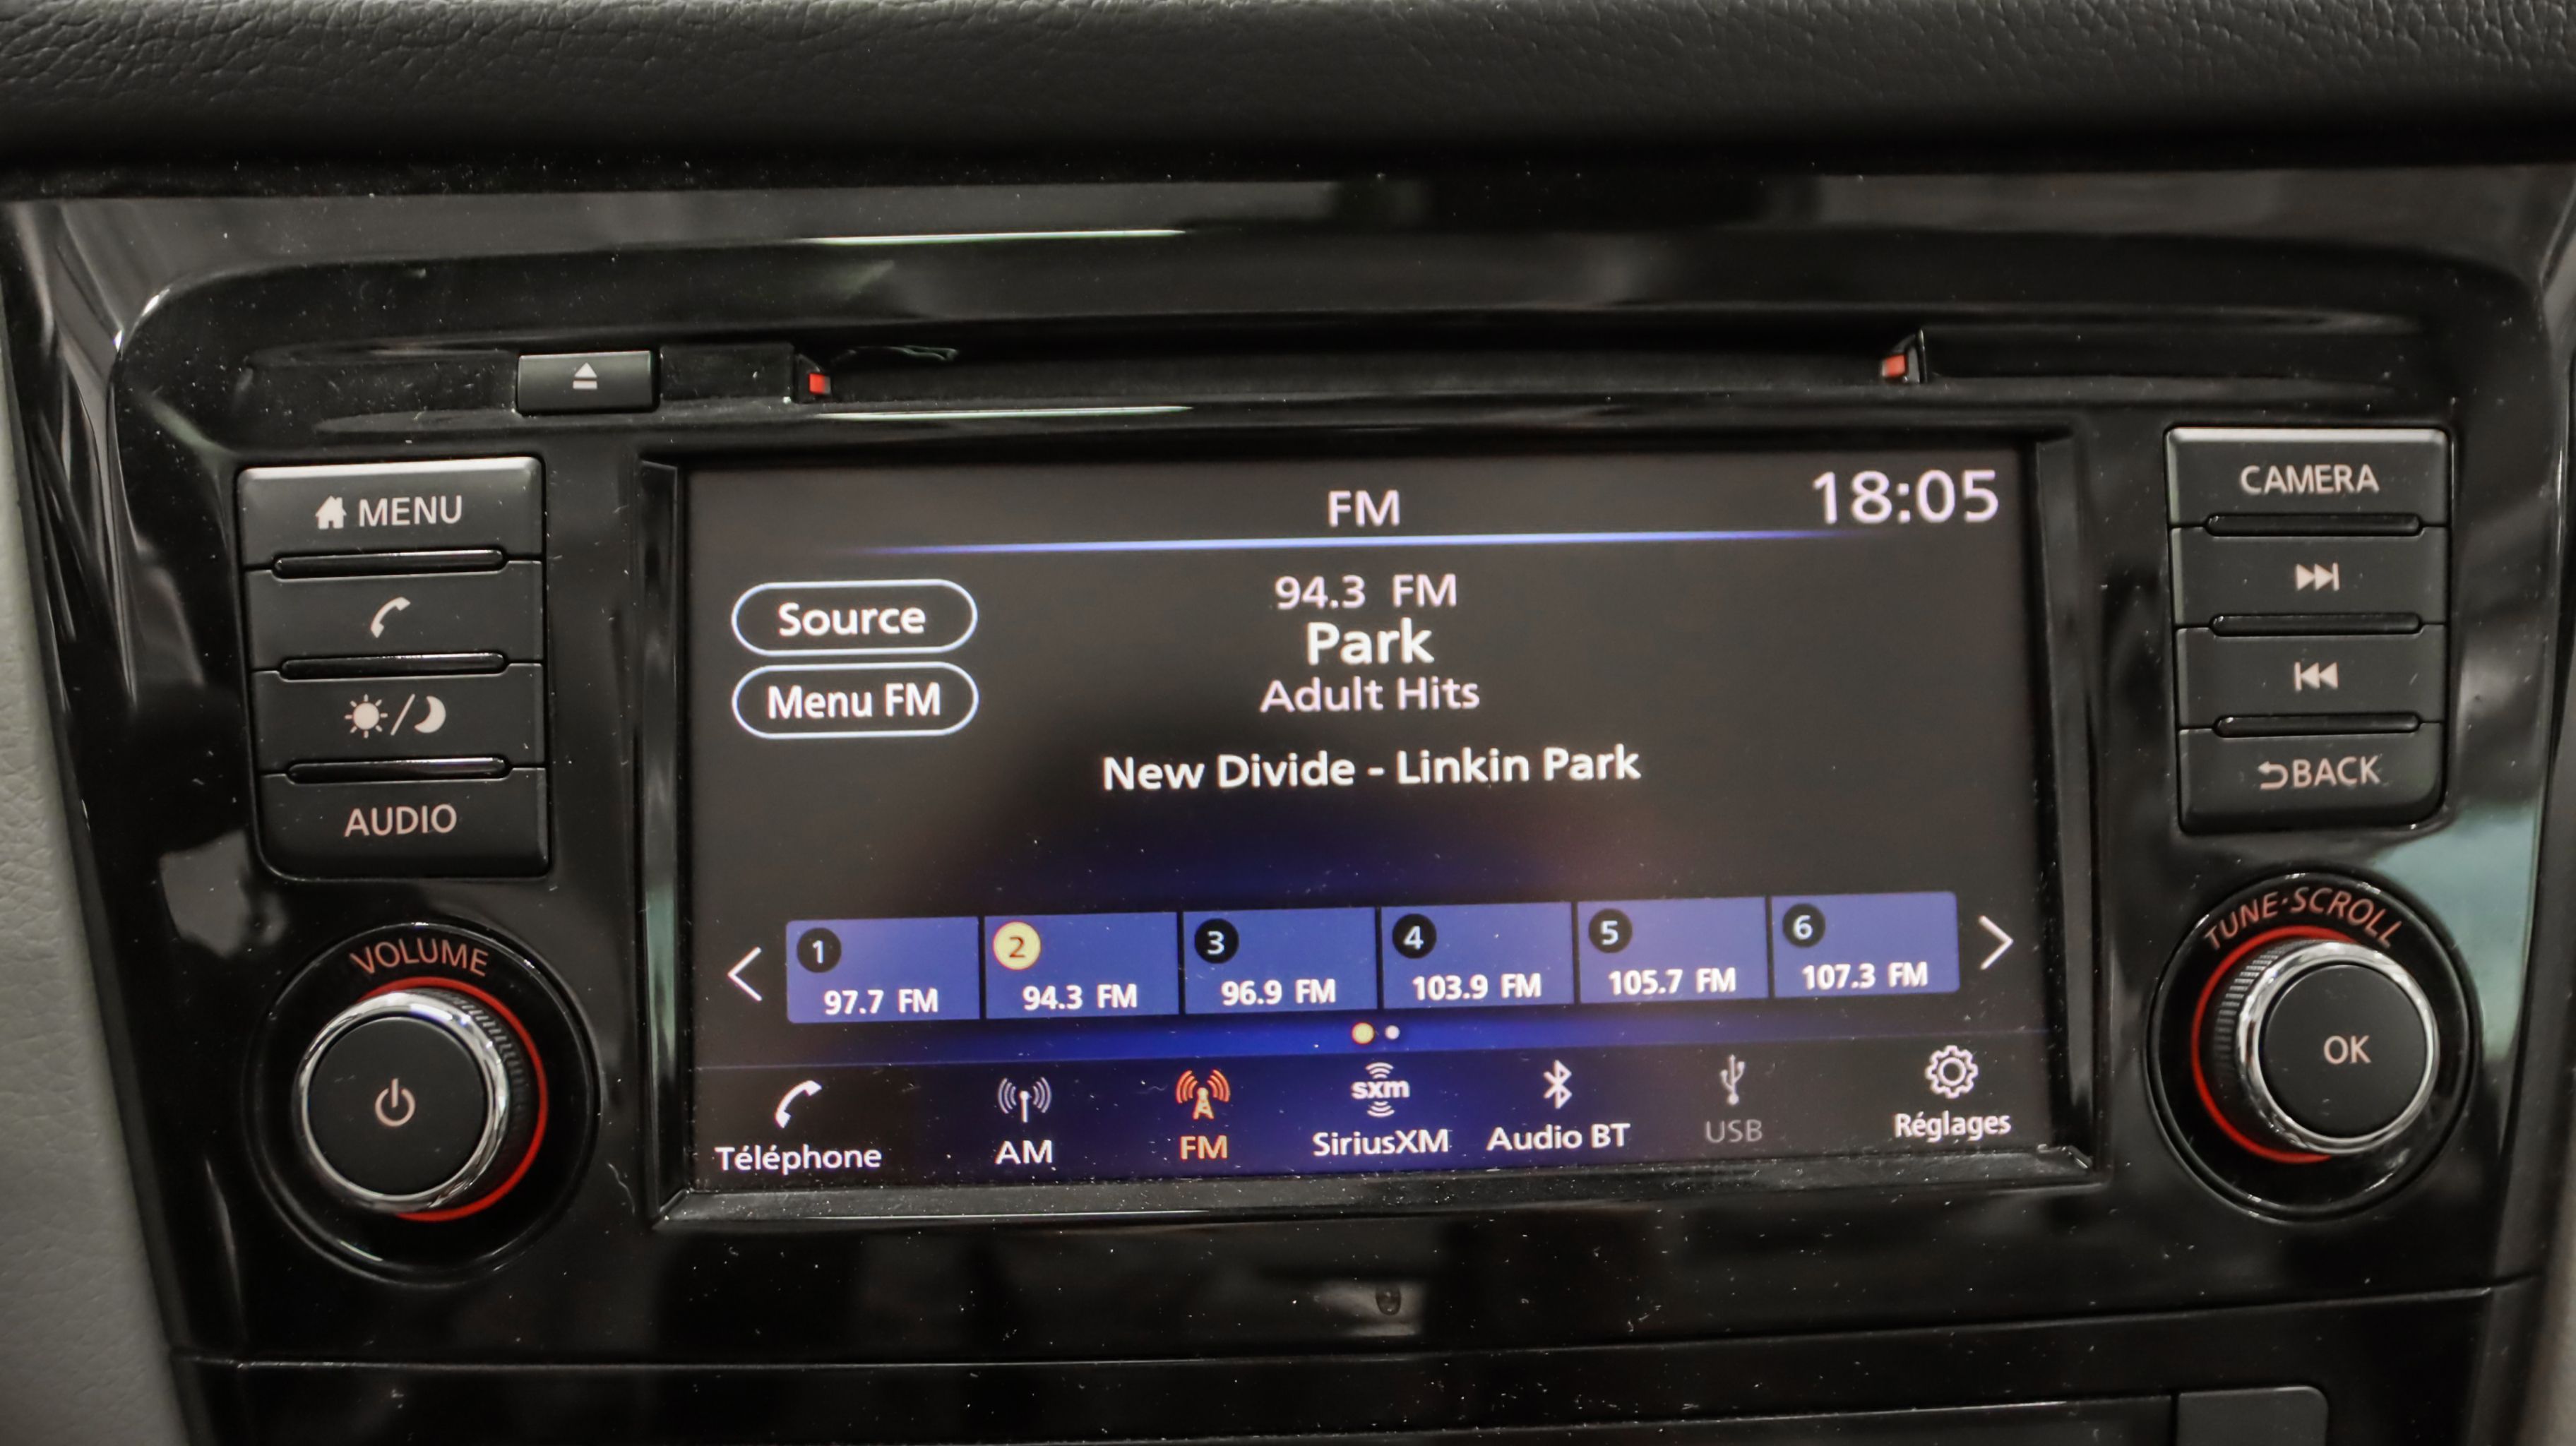 MENU
AUDIO
VOLUME
FM
18:05
Source
Menu FM
94.3 FM
Park
Adult Hits
New Divide - Linkin Park
1
97.7 FM
2
94.3 FM
3
96.9 FM
4
103.9 FM
5
105.7 FM
6
107.3 FM
Téléphone
AM
FM
sxm
SiriusXM
Audio BT
USB
Réglages
CAMERA
BACK
TUNE·SCROLL
OK